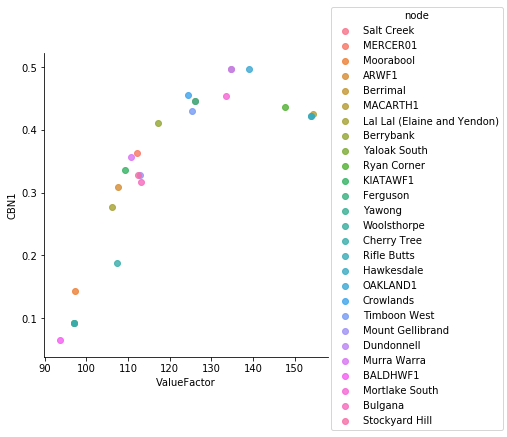 node
Salt Creek
MERCER01
Moorabool
ARWF1
Berrimal
MACARTH1
Lal Lal (Elaine and Yendon)
Berrybank
Yaloak South
Ryan Corner
KIATAWF1
Ferguson
Yawong
Woolsthorpe
Cherry Tree
Rifle Butts
Hawkesdale
OAKLAND1
Crowlands
Timboon West
Mount Gellibrand
Dundonnell
Murra Warra
BALDHWF1
Mortlake South
Bulgana
Stockyard Hill
CBN1
0.5
0.4
0.3
0.2
0.1
90 100 110 120 130 140 150
ValueFactor